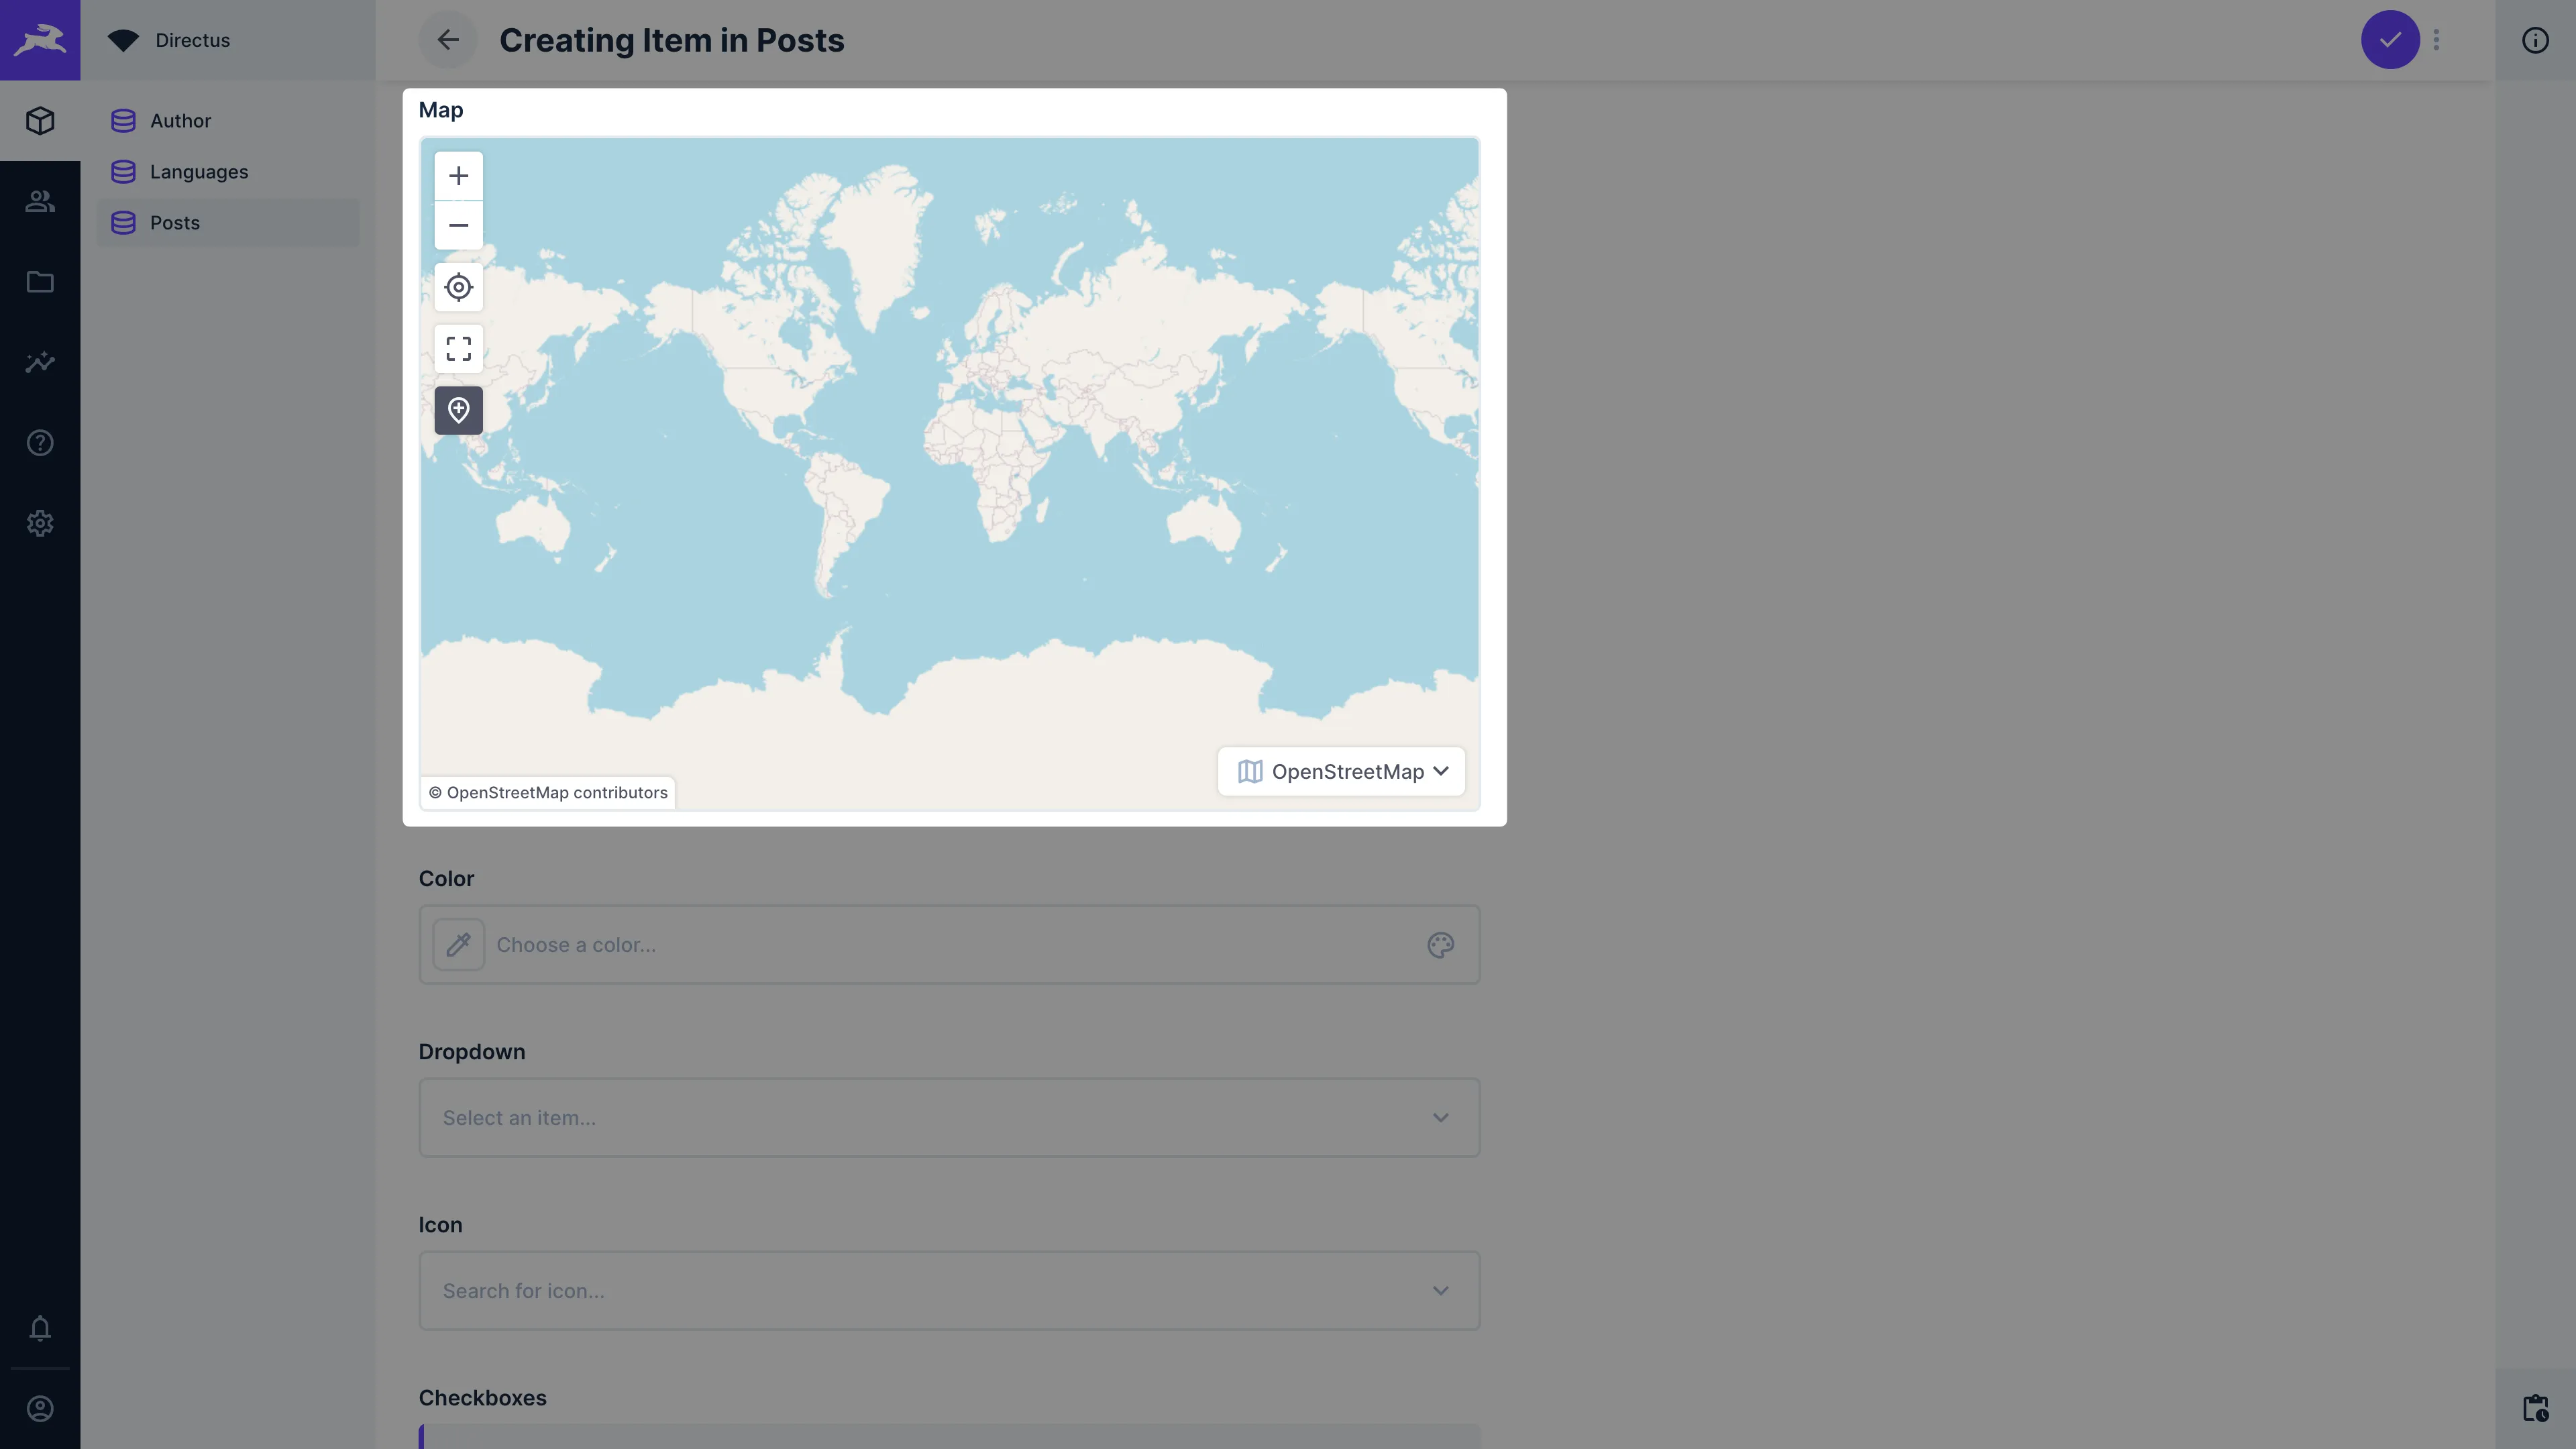 Directus
Creating Item in Posts
Author
Languages
Posts
Map
© OpenStreetMap contributors
OpenStreetMap
Color
Choose a color...
Dropdown
Select an item...
Icon
Search for icon...
Checkboxes